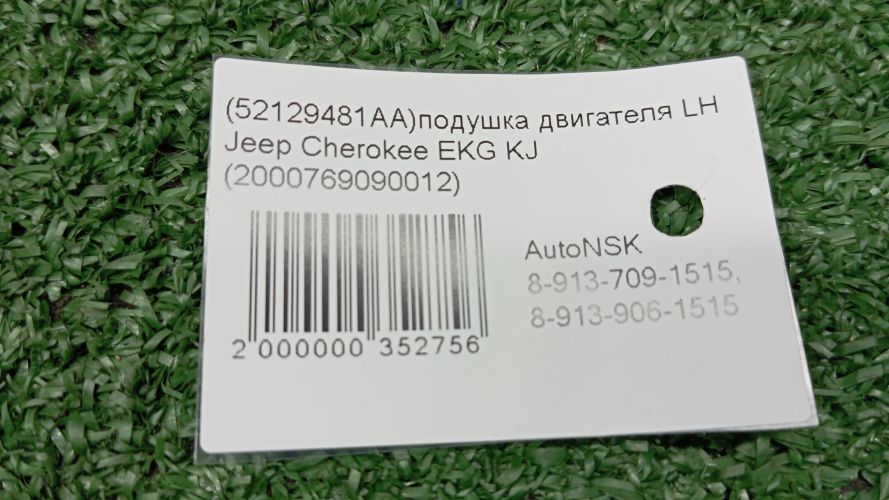 (52129481AA)подушка двигателя LH
Jeep Cherokee EKG KJ
(2000769090012)
AutoNSK
8-913-709-1515,
8-913-906-1515
2 000000 352756